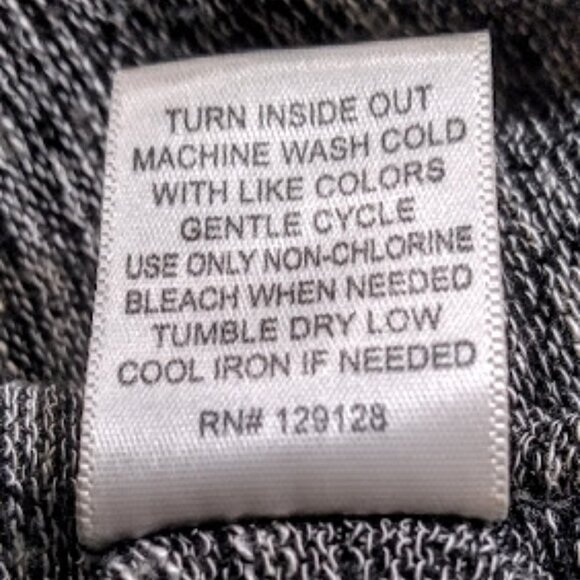 TURN INSIDE OUT
MACHINE WASH COLD
WITH LIKE COLORS
GENTLE CYCLE
USE ONLY NON-CHLORINE
BLEACH WHEN NEEDED
TUMBLE DRY LOW
COOL IRON IF NEEDED
RN# 129128